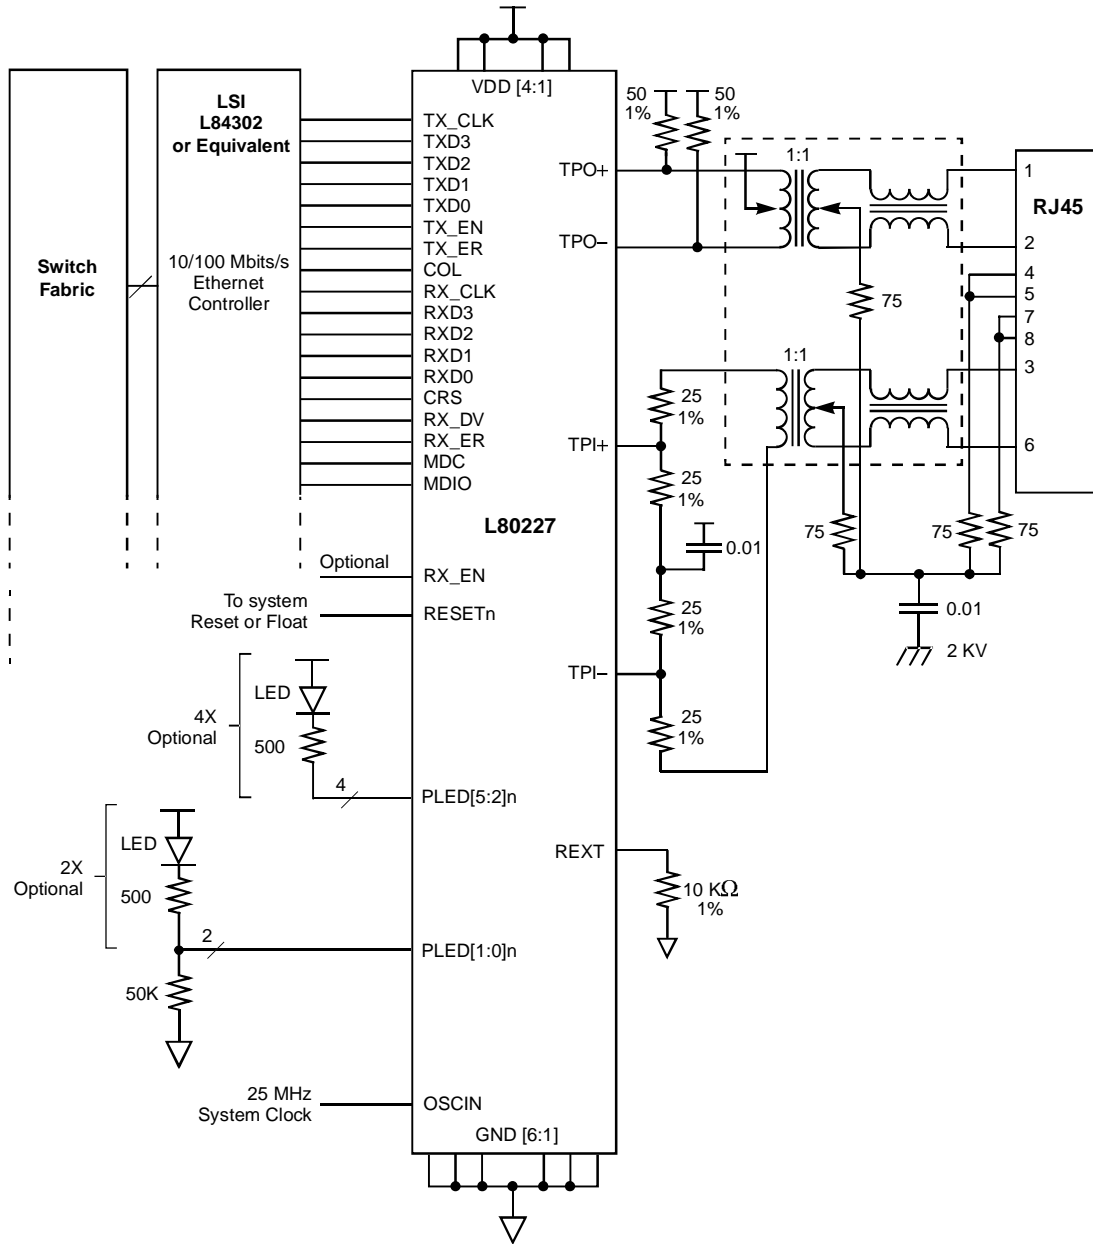 VDD [4:1]
LSI
L84302
or Equivalent
10/100 Mbits/s
Ethernet
Controller
Switch
Fabric
TX_CLK
TXD3
TXD2
TXD1
TXD0
TX_EN
TX_ER
COL
RX_CLK
RXD3
RXD2
RXD1
RXD0
CRS
RX_DV
RX_ER
MDC
MDIO
L80227
Optional
RX_EN
To system
Reset or Float
RESETn
LED
4X
Optional
500
4
PLED[5:2]n
LED
2X
Optional
500
2
PLED[1:0]n
50K
25 MHz
System Clock
OSCIN
GND [6:1]
TPO+
TPO–
TPI+
TPI–
REXT
50
1%
50
1%
1:1
75
1:1
25
1%
25
1%
0.01
25
1%
25
1%
10 KΩ
1%
RJ45
1
2
4
5
7
8
3
6
75
75
75
0.01
2 KV